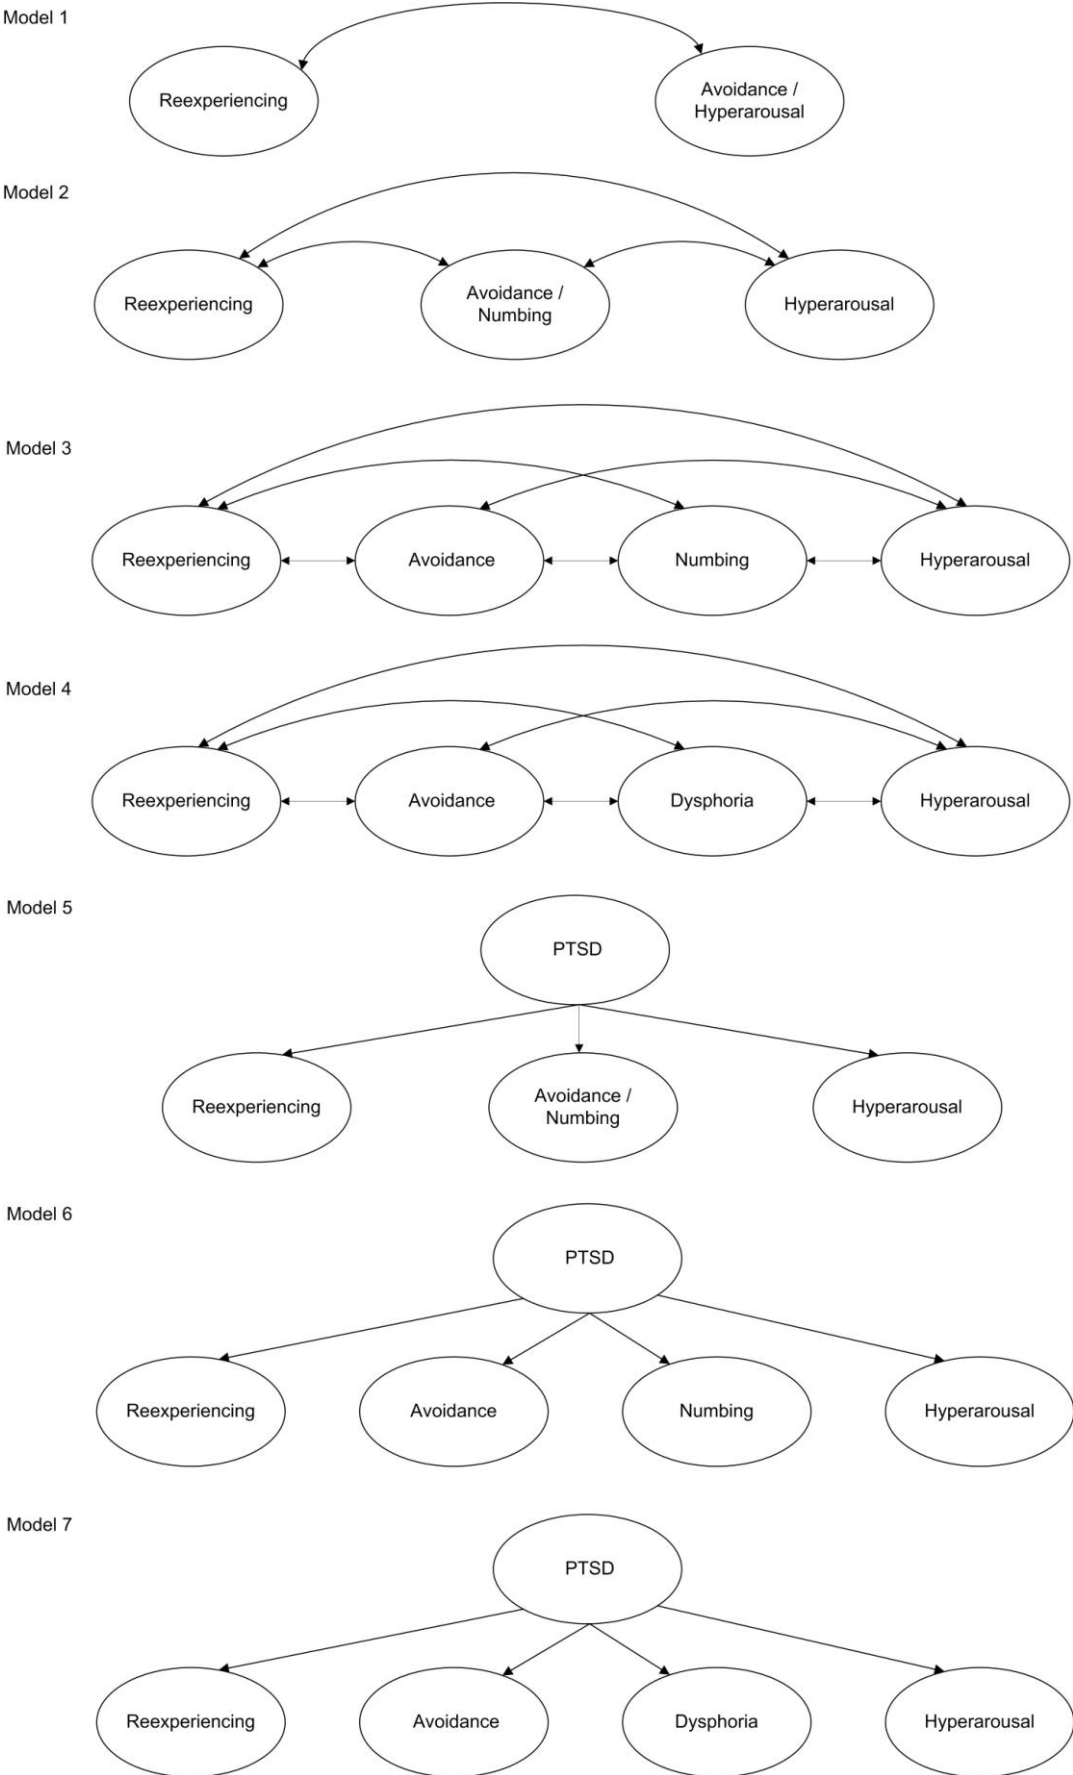 Model 1
Reexperiencing
Avoidance /
Hyperarousal
Model 2
Reexperiencing
Avoidance /
Numbing
Hyperarousal
Model 3
Reexperiencing
Avoidance
Numbing
Hyperarousal
Model 4
Reexperiencing
Avoidance
Dysphoria
Hyperarousal
Model 5
PTSD
Reexperiencing
Avoidance /
Numbing
Hyperarousal
Model 6
PTSD
Reexperiencing
Avoidance
Numbing
Hyperarousal
Model 7
PTSD
Reexperiencing
Avoidance
Dysphoria
Hyperarousal